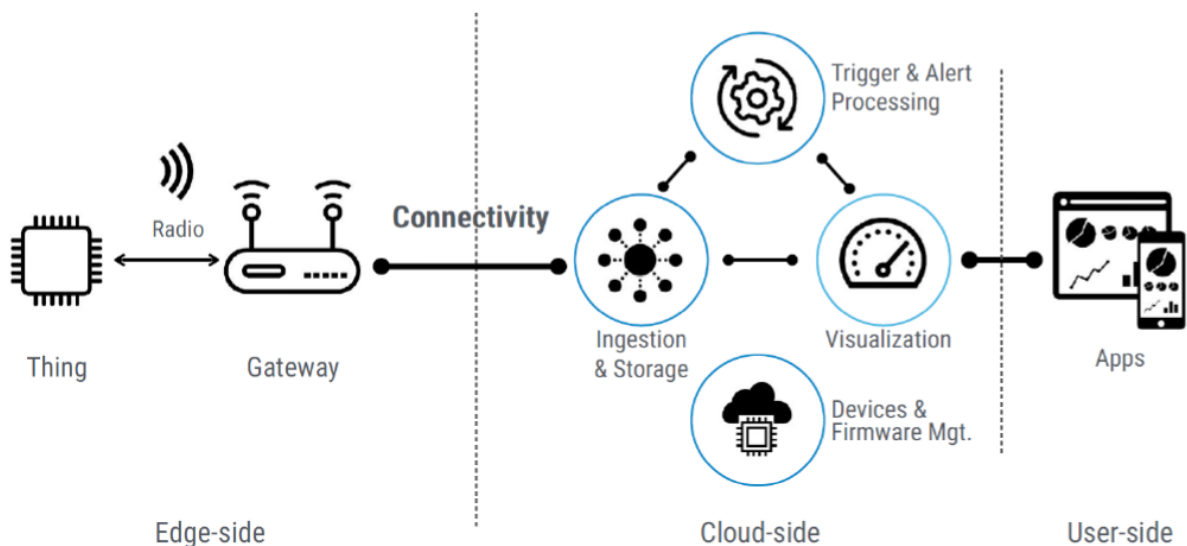 Trigger & Alert
Processing
Radio
Connectivity
Thing
Gateway
Ingestion
& Storage
Visualization
Apps
Devices &
Firmware Mgt.
Edge-side
Cloud-side
User-side